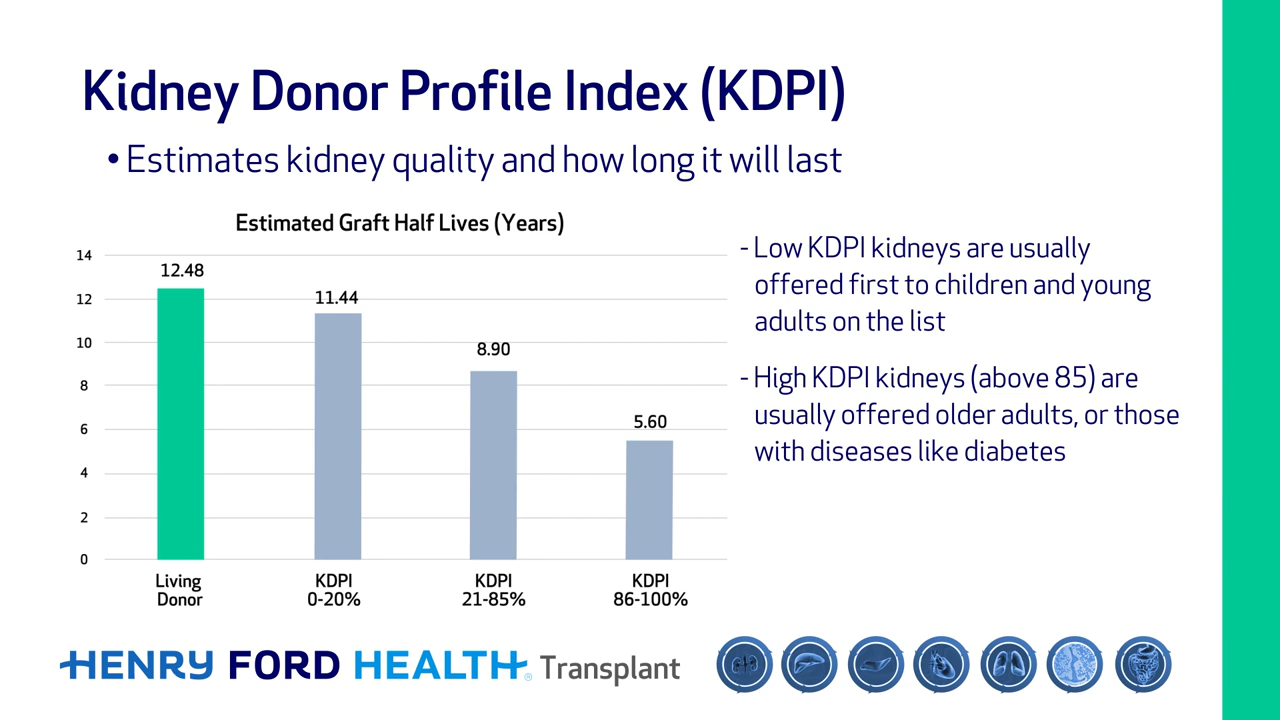 Kidney Donor Profile Index (KDPI)
• Estimates kidney quality and how long it will last
Estimated Graft Half Lives (Years)
14
12
10
8
6
4
2
0
12.48
11.44
8.90
5.60
Living
Donor
KDPI
0-20%
KDPI
21-85%
KDPI
86-100%
- Low KDPI kidneys are usually
offered first to children and young
adults on the list
- High KDPI kidneys (above 85) are
usually offered older adults, or those
with diseases like diabetes
HENRY FORD HEALTH® Transplant